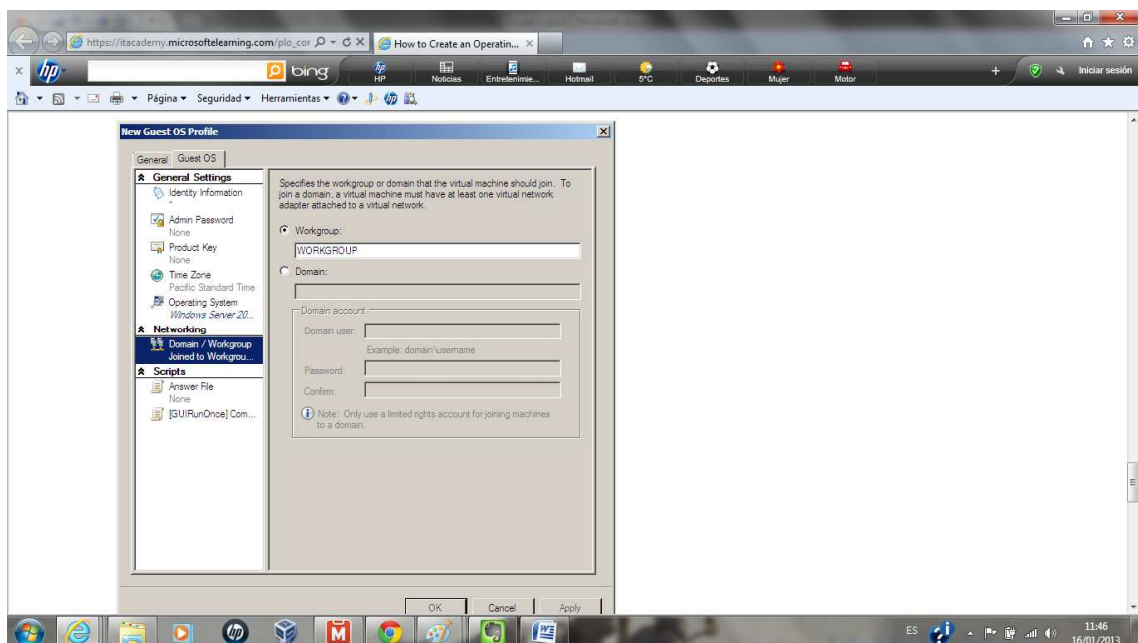 https://itacademy.microsoftelearning.com/plo_cor
How to Create an Operatin...
hp
bing
HP
Noticias
Entretenimie...
Hotmail
5°C
Deportes
Mujer
Motor
Iniciar sesión
Página
Seguridad
Herramientas
New Guest OS Profile
General
Guest OS
General Settings
Identity Information
*
Admin Password
None
Product Key
None
Time Zone
Pacific Standard Time
Operating System
Windows Server 20...
Networking
Domain / Workgroup
Joined to Workgrou...
Scripts
Answer File
None
[GUIRunOnce] Com...
Specifies the workgroup or domain that the virtual machine should join. To
join a domain, a virtual machine must have at least one virtual network
adapter attached to a virtual network.
Workgroup:
WORKGROUP
Domain:
Domain account
Domain user:
Example: domain\username
Password:
Confirm:
Note: Only use a limited rights account for joining machines
to a domain.
OK
Cancel
Apply
ES
11:46
16/01/2013